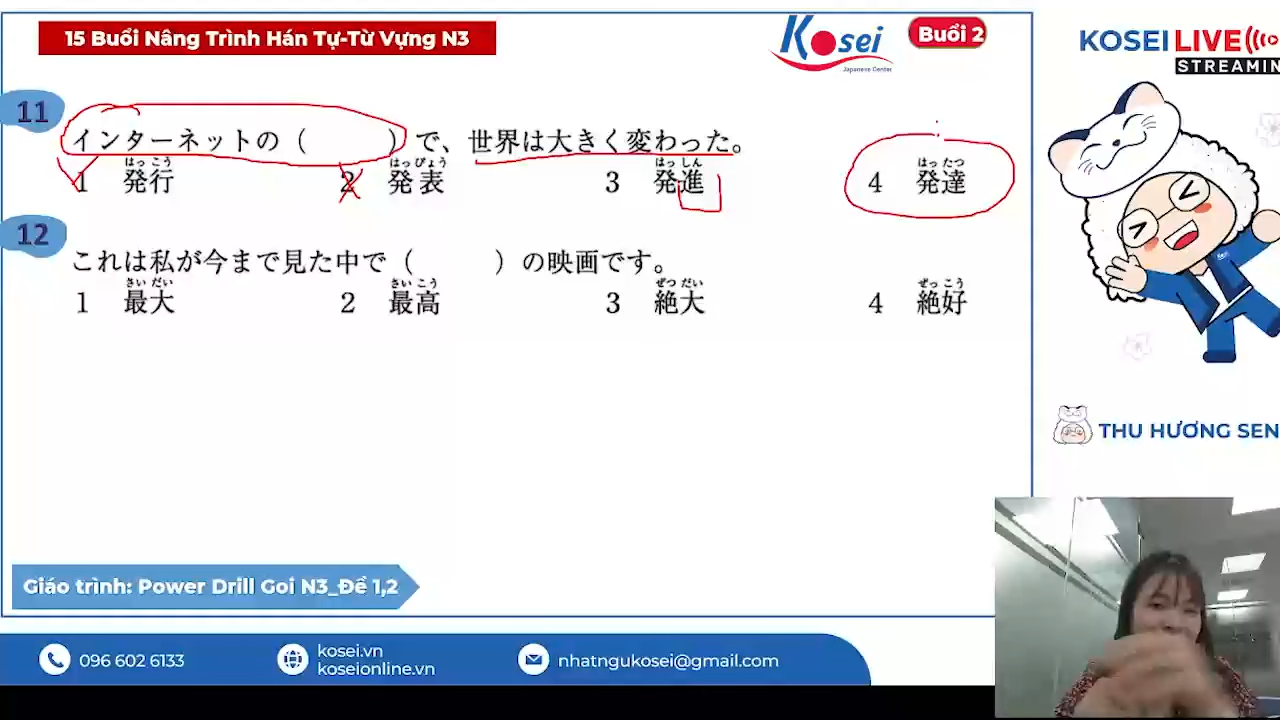 15 Buổi Nâng Trình Hán Tự-Từ Vựng N3
Kosei
Japanese Center
Buổi 2
KOSEI LIVE
STREAMIN
11
インターネットの（　　　）で、世界は大きく変わった。
はっこう はっぴょう はっしん はったつ
1 発行 2 発表 3 発進 4 発達
12
これは私が今まで見た中で（　　　）の映画です。
さいだい さいこう ぜつだい ぜっこう
1 最大 2 最高 3 絶大 4 絶好
THU HƯƠNG SEN
Giáo trình: Power Drill Goi N3_Đề 1,2
096 602 6133
kosei.vn
koseionline.vn
nhatngukosei@gmail.com